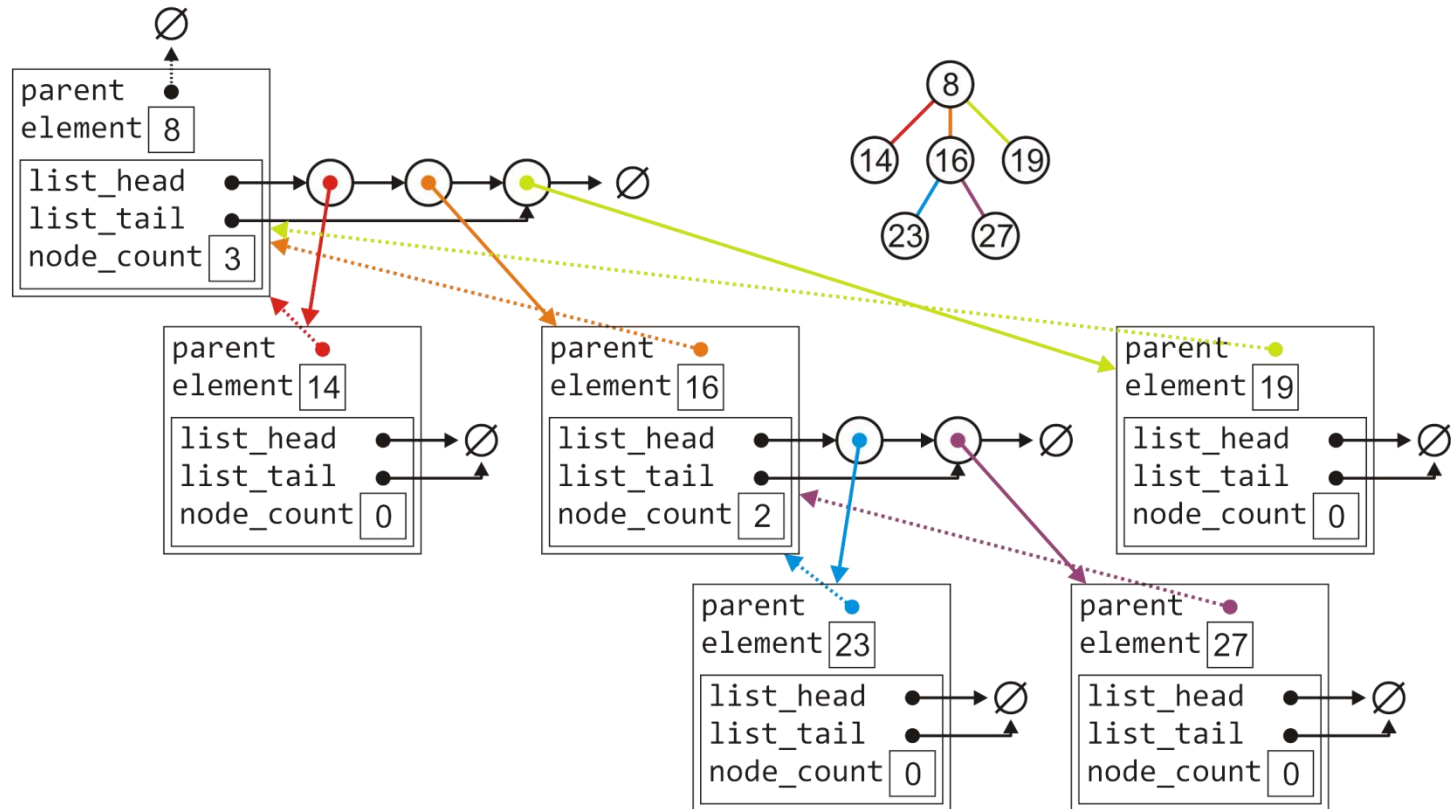 ∅
parent
element 8
list_head
∅
list_tail
node_count 3
8
14 16 19
23 27
parent
element 14
list_head ∅
list_tail
node_count 0
parent
element 16
list_head ∅
list_tail
node_count 2
parent
element 19
list_head ∅
list_tail
node_count 0
parent
element 23
list_head ∅
list_tail
node_count 0
parent
element 27
list_head ∅
list_tail
node_count 0